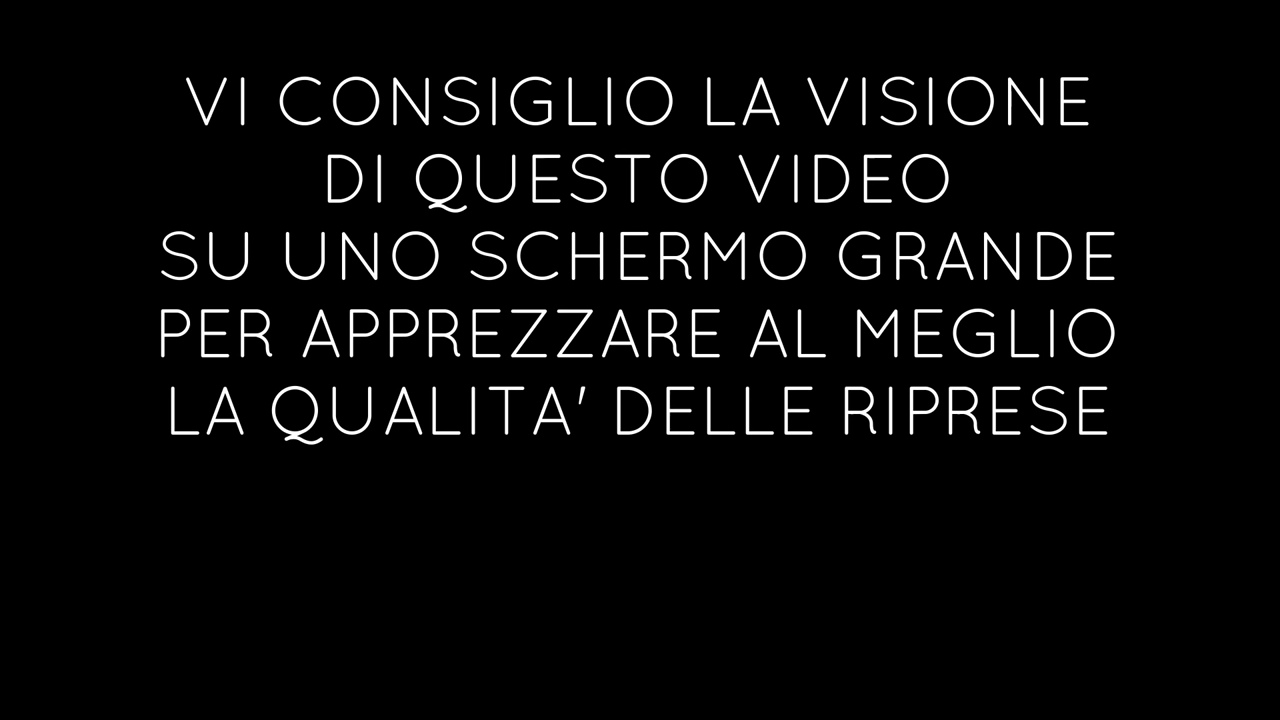 VI CONSIGLIO LA VISIONE
DI QUESTO VIDEO
SU UNO SCHERMO GRANDE
PER APPREZZARE AL MEGLIO
LA QUALITA' DELLE RIPRESE